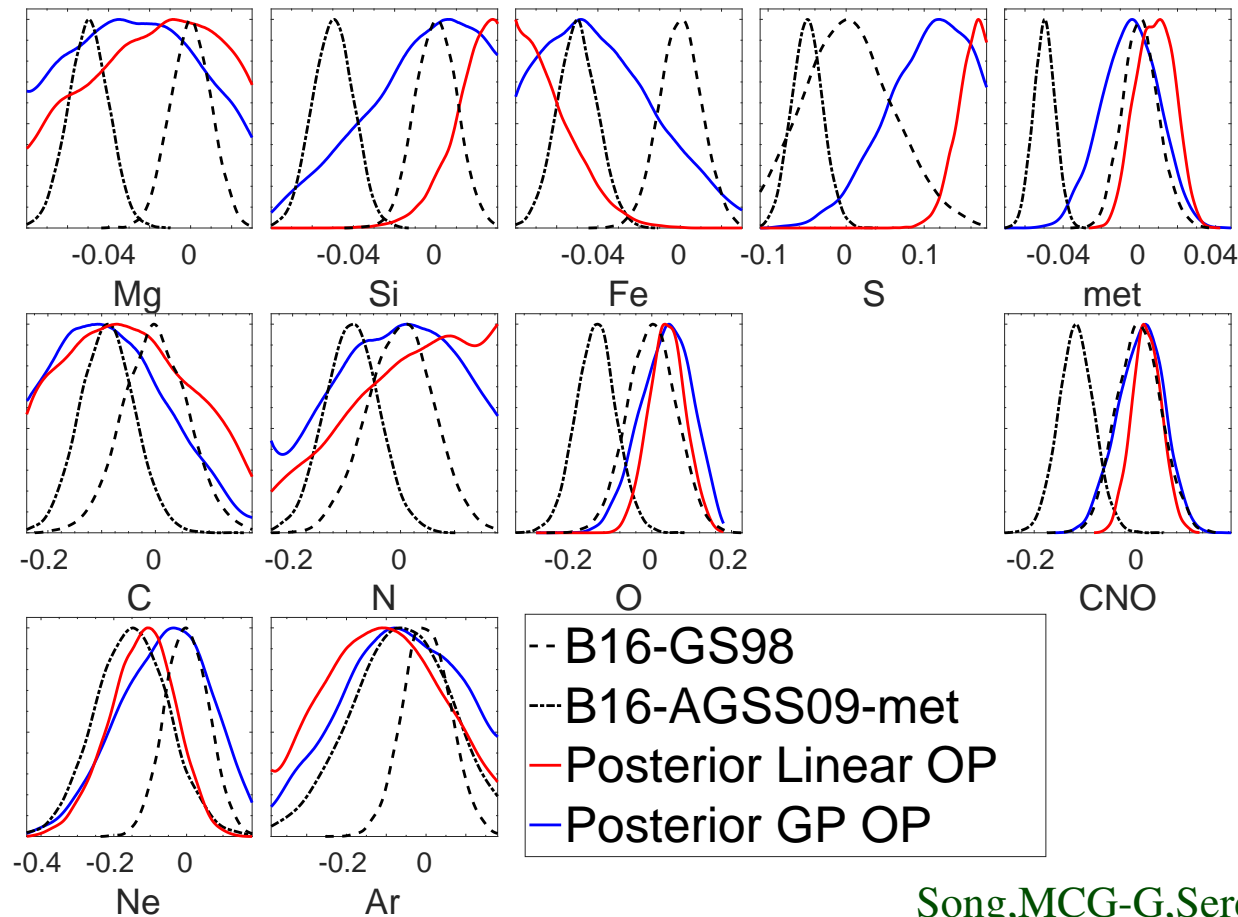 -0.04 0 -0.04 0 -0.04 0 -0.1 0 0.1 -0.04 0 0.04
Mg Si Fe S met
-0.2 0 -0.2 0 -0.2 0 0.2 -0.2 0
C N O CNO
-0.4 -0.2 0 -0.2 0
Ne Ar
B16-GS98
B16-AGSS09-met
Posterior Linear OP
Posterior GP OP
Song,MCG-G,Sere